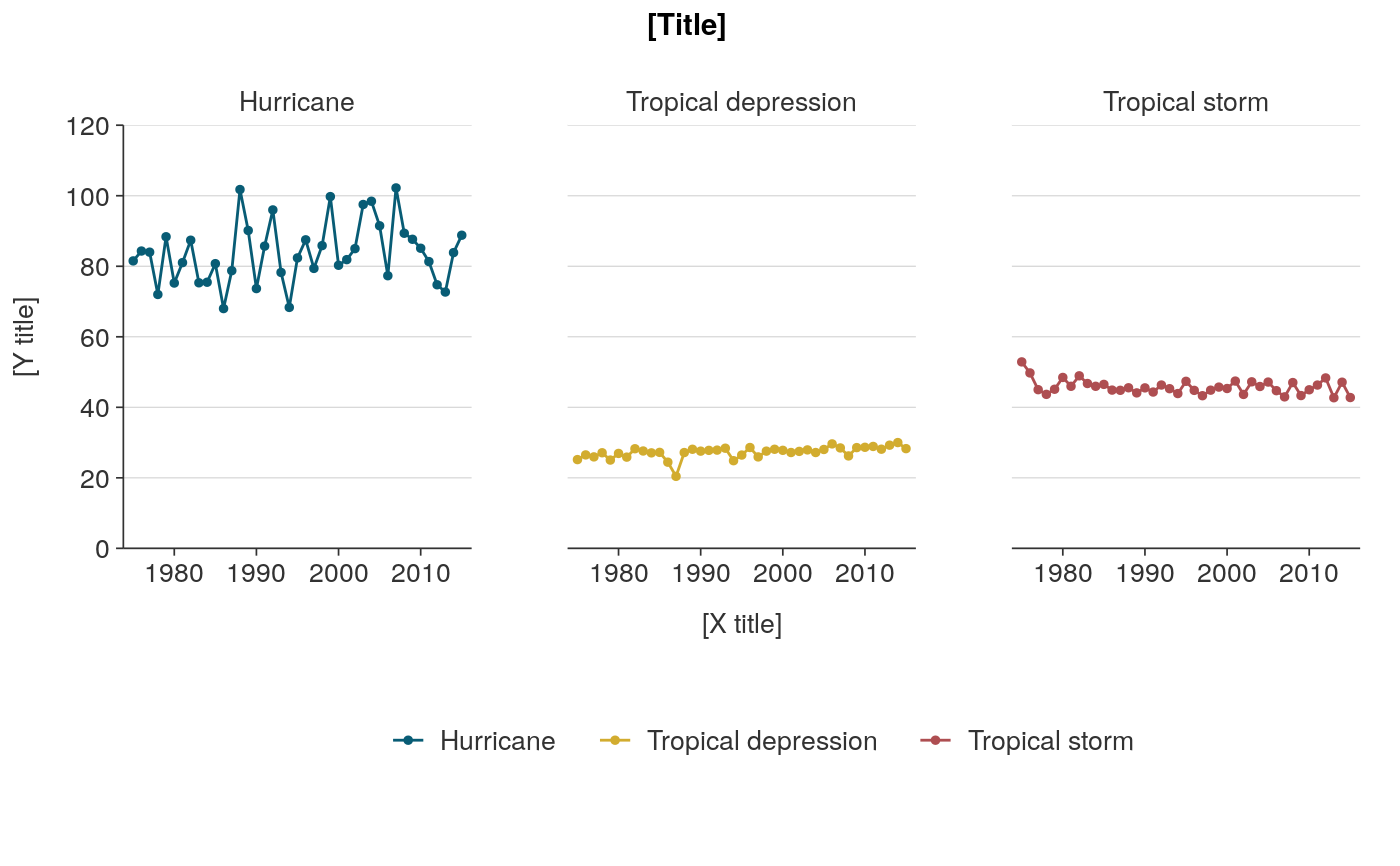 [Title]
Hurricane
Tropical depression
Tropical storm
120
100
80
60
40
20
0
[Y title]
1980 1990 2000 2010
1980 1990 2000 2010
1980 1990 2000 2010
[X title]
Hurricane Tropical depression Tropical storm